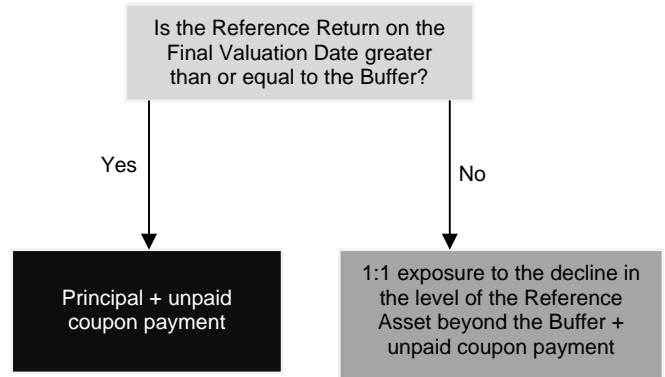 Is the Reference Return on the
Final Valuation Date greater
than or equal to the Buffer?
Yes
No
Principal + unpaid
coupon payment
1:1 exposure to the decline in
the level of the Reference
Asset beyond the Buffer +
unpaid coupon payment